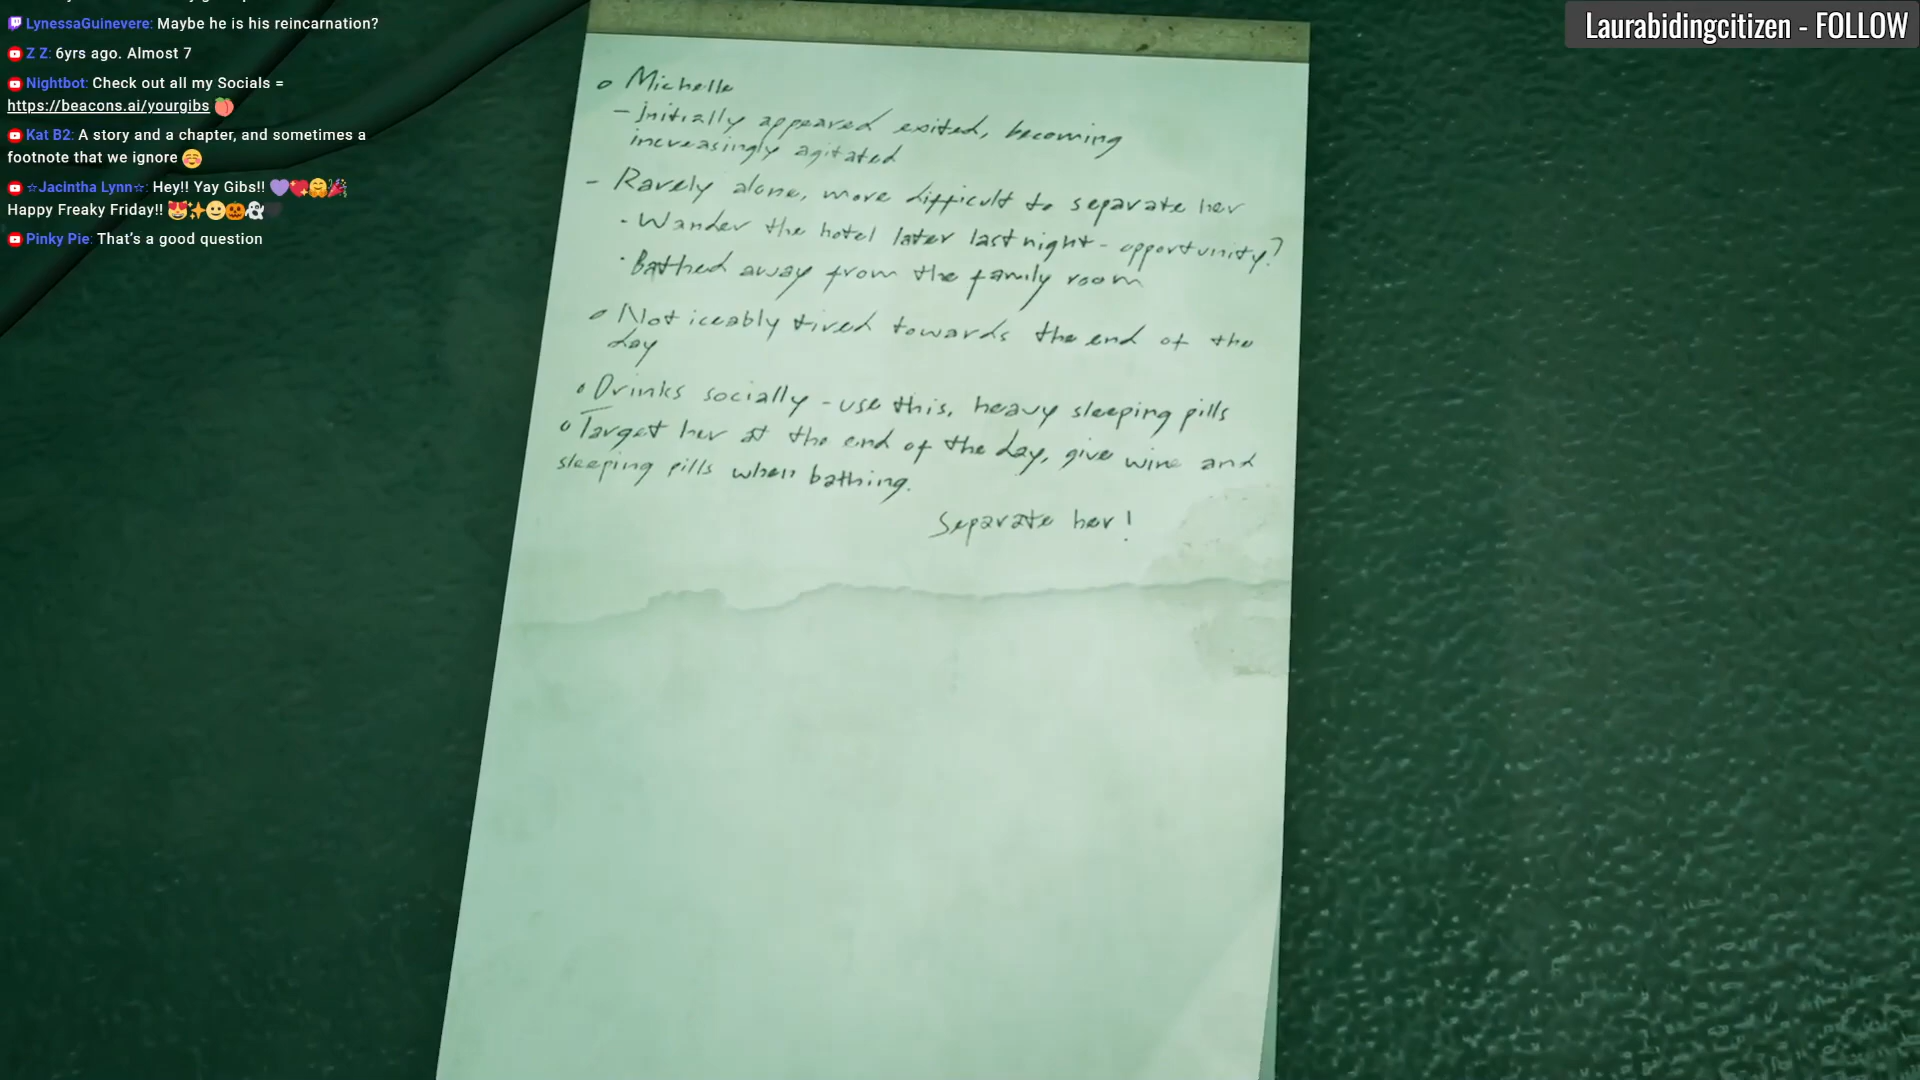 LynessaGuinevere: Maybe he is his reincarnation?
Z Z: 6yrs ago. Almost 7
Nightbot: Check out all my Socials =
https://beacons.ai/yourgibs 🍑
Kat B2: A story and a chapter, and sometimes a
footnote that we ignore ☺️
☆Jacintha Lynn☆: Hey!! Yay Gibs!! 💜💖🤗🎉
Happy Freaky Friday!! 😻✨🙂🎃👻🖤
Pinky Pie: That's a good question
Laurabidingcitizen - FOLLOW
o Michelle
- Initially appeared exited, becoming
increasingly agitated
- Rarely alone, more difficult to separate her
· Wander the hotel later last night - opportunity?
· Bathed away from the family room
o Noticeably tired towards the end of the
day
o Drinks socially - use this, heavy sleeping pills
o Target her at the end of the day, give wine and
sleeping pills when bathing.
Separate her!